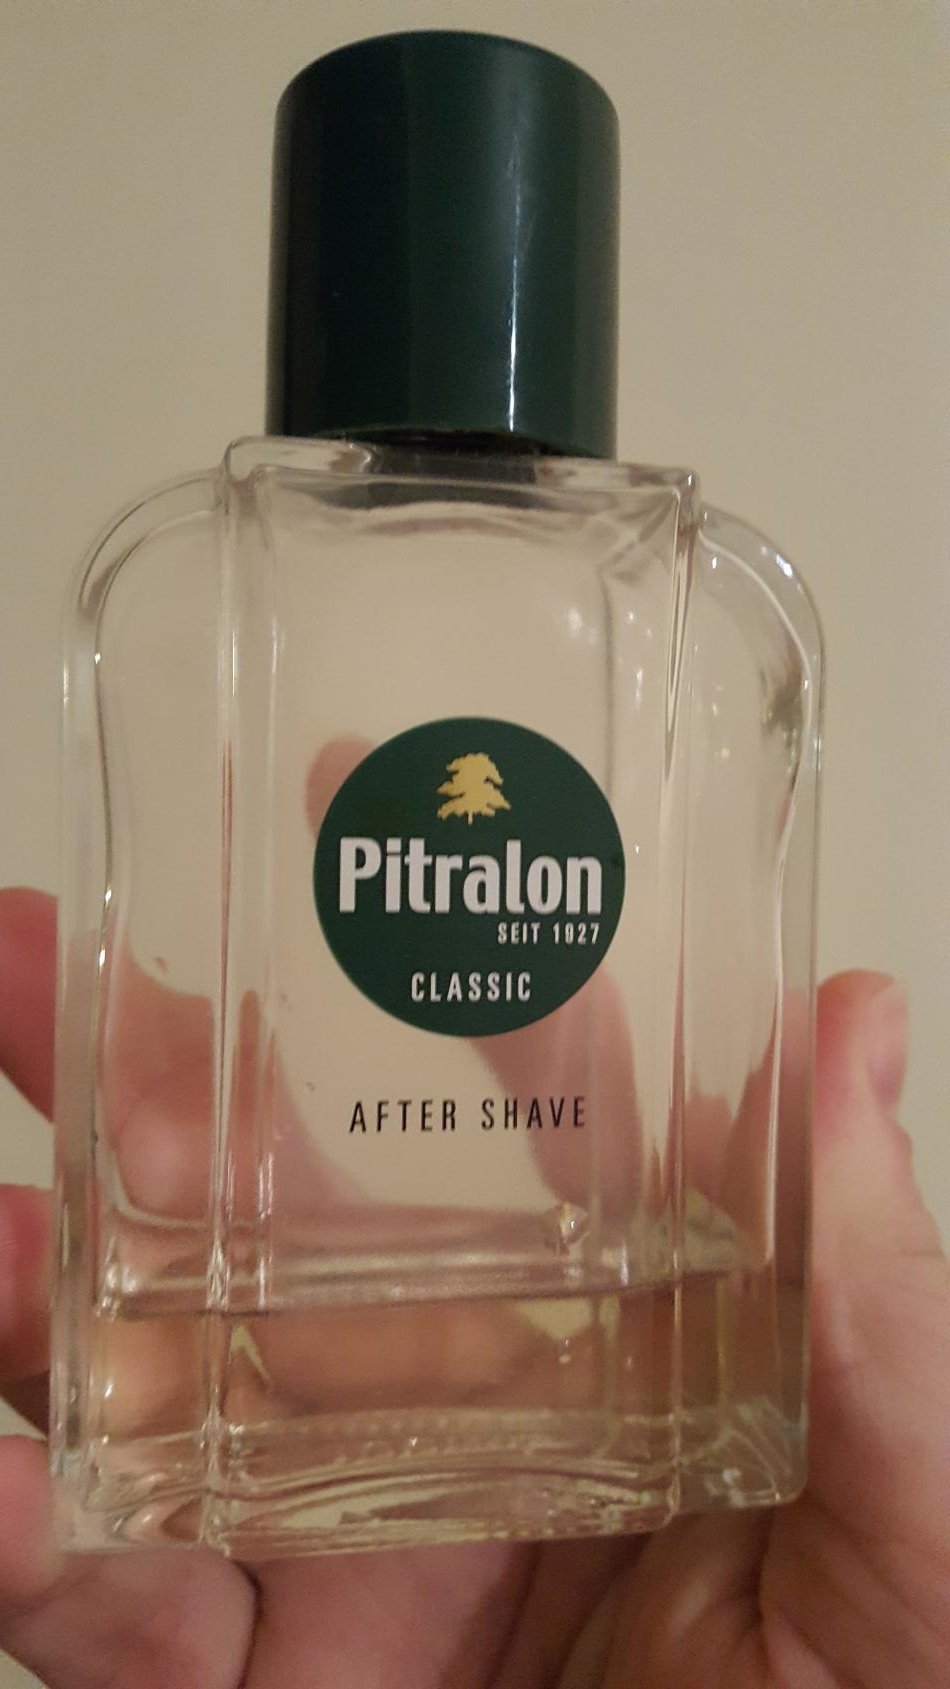 Pitralon
SEIT 1927
CLASSIC
AFTER SHAVE